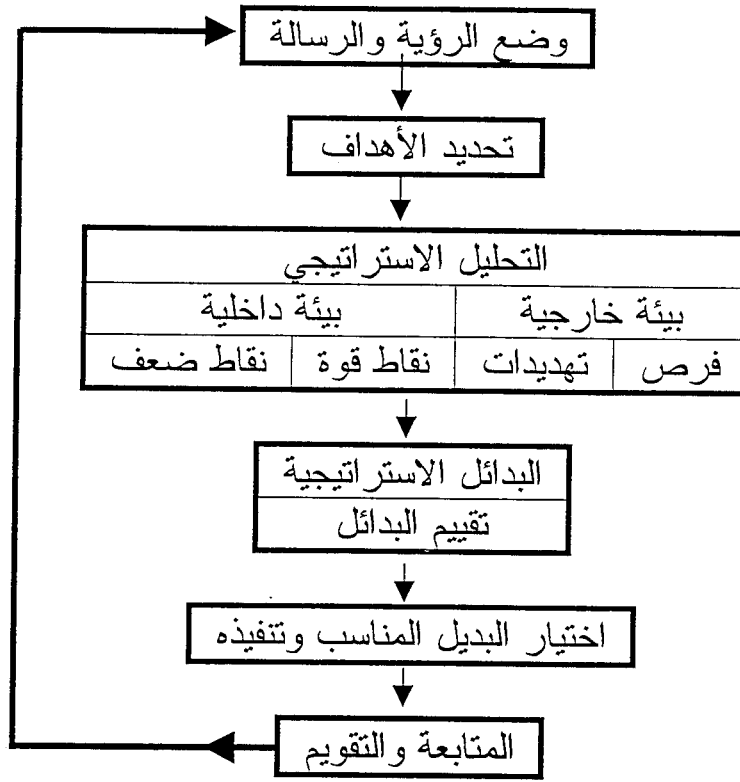 وضع الرؤية والرسالة
تحديد الأهداف
التحليل الاستراتيجي
بيئة خارجية بيئة داخلية
فرص تهديدات نقاط قوة نقاط ضعف
البدائل الاستراتيجية
تقييم البدائل
اختيار البديل المناسب وتنفيذه
المتابعة والتقويم